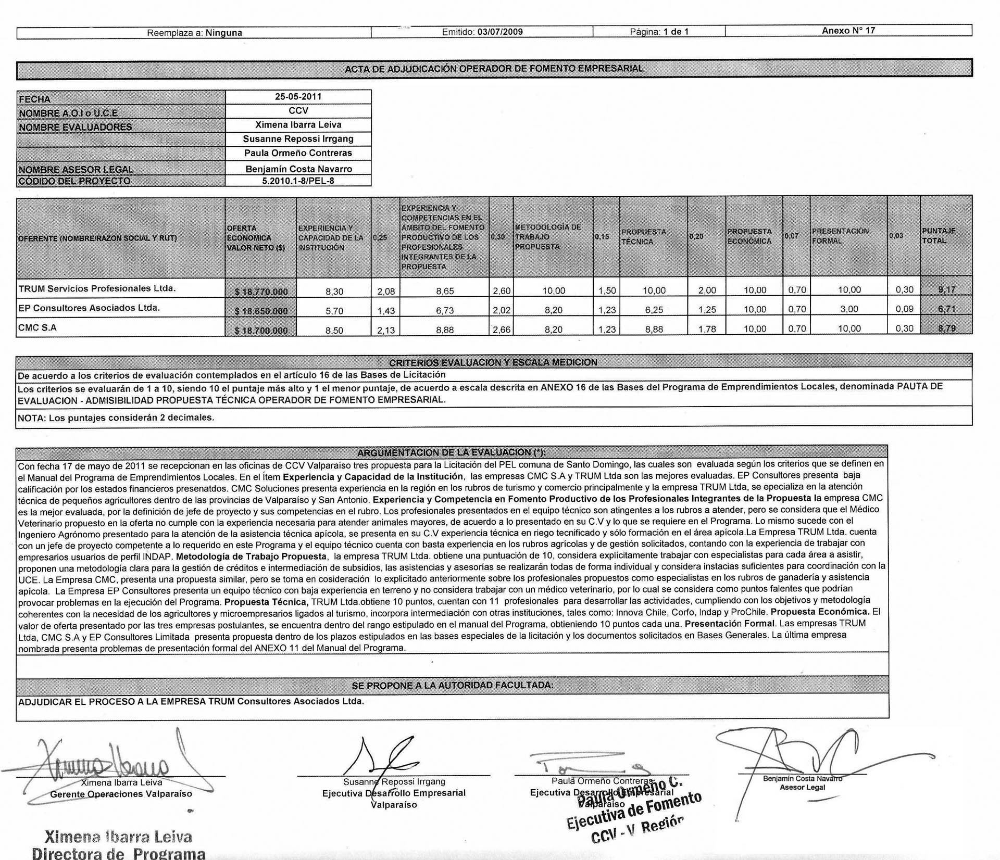 Reemplaza a: Ninguna Emitido: 03/07/2009 Página: 1 de 1 Anexo N° 17
ACTA DE ADJUDICACIÓN OPERADOR DE FOMENTO EMPRESARIAL
FECHA 25-05-2011
NOMBRE A.O.I o U.C.E CCV
NOMBRE EVALUADORES Ximena Ibarra Leiva
Susanne Repossi Irrgang
Paula Ormeño Contreras
NOMBRE ASESOR LEGAL Benjamín Costa Navarro
CÓDIDO DEL PROYECTO 5.2010.1-8/PEL-8
OFERENTE (NOMBRE/RAZON SOCIAL Y RUT)
OFERTA
ECONOMICA
VALOR NETO ($)
EXPERIENCIA Y
CAPACIDAD DE LA
INSTITUCIÓN
0,25
EXPERIENCIA Y
COMPETENCIAS EN EL
ÁMBITO DEL FOMENTO
PRODUCTIVO DE LOS
PROFESIONALES
INTEGRANTES DE LA
PROPUESTA
0,30
METODOLOGÍA DE
TRABAJO
PROPUESTA
0,15
PROPUESTA
TÉCNICA
0,20
PROPUESTA
ECONÓMICA
0,07
PRESENTACIÓN
FORMAL
0,03
PUNTAJE
TOTAL
TRUM Servicios Profesionales Ltda. $ 18.770.000 8,30 2,08 8,65 2,60 10,00 1,50 10,00 2,00 10,00 0,70 10,00 0,30 9,17
EP Consultores Asociados Ltda. $ 18.650.000 5,70 1,43 6,73 2,02 8,20 1,23 6,25 1,25 10,00 0,70 3,00 0,09 6,71
CMC S.A $ 18.700.000 8,50 2,13 8,88 2,66 8,20 1,23 8,88 1,78 10,00 0,70 10,00 0,30 8,79
CRITERIOS EVALUACION Y ESCALA MEDICION
De acuerdo a los criterios de evaluación contemplados en el artículo 16 de las Bases de Licitación
Los criterios se evaluarán de 1 a 10, siendo 10 el puntaje más alto y 1 el menor puntaje, de acuerdo a escala descrita en ANEXO 16 de las Bases del Programa de Emprendimientos Locales, denominada PAUTA DE
EVALUACION - ADMISIBILIDAD PROPUESTA TÉCNICA OPERADOR DE FOMENTO EMPRESARIAL.
NOTA: Los puntajes considerán 2 decimales.
ARGUMENTACION DE LA EVALUACION (*):
Con fecha 17 de mayo de 2011 se recepcionan en las oficinas de CCV Valparaíso tres propuesta para la Licitación del PEL comuna de Santo Domingo, las cuales son evaluada según los criterios que se definen en
el Manual del Programa de Emprendimientos Locales. En el Ítem Experiencia y Capacidad de la Institución, las empresas CMC S.A y TRUM Ltda son las mejores evaluadas. EP Consultores presenta baja
calificación por los estados financieros presenatdos. CMC Soluciones presenta experiencia en la región en los rubros de turismo y comercio principalmente y la empresa TRUM Ltda, se epecializa en la atención
técnica de pequeños agricultores dentro de las provincias de Valparaíso y San Antonio. Experiencia y Competencia en Fomento Productivo de los Profesionales Integrantes de la Propuesta la empresa CMC
es la mejor evaluada, por la definición de jefe de proyecto y sus competencias en el rubro. Los profesionales presentados en el equipo técnico son atingentes a los rubros a atender, pero se considera que el Médico
Veterinario propuesto en la oferta no cumple con la experiencia necesaria para atender animales mayores, de acuerdo a lo presentado en su C.V y lo que se requiere en el Programa. Lo mismo sucede con el
Ingeniero Agrónomo presentado para la atención de la asistencia técnica apícola, se presenta en su C.V experiencia técnica en riego tecnificado y sólo formación en el área apícola.La Empresa TRUM Ltda. cuenta
con un jefe de proyecto competente a lo requerido en este Programa y el equipo técnico cuenta con basta experiencia en los rubros agrícolas y de gestión solicitados, contando con la experiencia de trabajar con
empresarios usuarios de perfil INDAP. Metodología de Trabajo Propuesta, la empresa TRUM Ltda. obtiene una puntuación de 10, considera explícitamente trabajar con especialistas para cada área a asistir,
proponen una metodología clara para la gestión de créditos e intermediación de subsidios, las asistencias y asesorías se realizarán todas de forma individual y considera instacias suficientes para coordinación con la
UCE. La Empresa CMC, presenta una propuesta similar, pero se toma en cosideración lo explicitado anteriormente sobre los profesionales propuestos como especialistas en los rubros de ganadería y asistencia
apícola. La Empresa EP Consultores presenta un equipo técnico con baja experiencia en terreno y no considera trabajar con un médico veterinario, por lo cual se considera como puntos falentes que podrían
provocar problemas en la ejecución del Programa. Propuesta Técnica, TRUM Ltda.obtiene 10 puntos, cuentan con 11 profesionales para desarrollar las actividades, cumpliendo con los objetivos y metodología
coherentes con la necesidad de los agricultores y microempresarios ligados al turismo, incorpora intermediación con otras instituciones, tales como: Innova Chile, Corfo, Indap y ProChile. Propuesta Económica. El
valor de oferta presentado por las tres empresas postulantes, se encuentra dentro del rango estipulado en el manual del Programa, obtieniendo 10 puntos cada una. Presentación Formal. Las empresas TRUM
Ltda, CMC S.A y EP Consultores Limitada presenta propuesta dentro de los plazos estipulados en las bases especiales de la licitación y los documentos solicitados en Bases Generales. La última empresa
nombrada presenta problemas de presentación formal del ANEXO 11 del Manual del Programa.
SE PROPONE A LA AUTORIDAD FACULTADA:
ADJUDICAR EL PROCESO A LA EMPRESA TRUM Consultores Asociados Ltda.
Ximena Ibarra
Ximena Ibarra Leiva
Gerente Operaciones Valparaíso
Susanne Repossi Irrgang
Ejecutiva Desarrollo Empresarial
Valparaíso
Paula Ormeño Contreras
Ejecutiva Desarrollo Empresarial
Valparaíso
Benjamín Costa Navarro
Asesor Legal
Paula Ormeño C.
Ejecutiva de Fomento
CCV - V Región
Ximena Ibarra Leiva
Directora de Programa